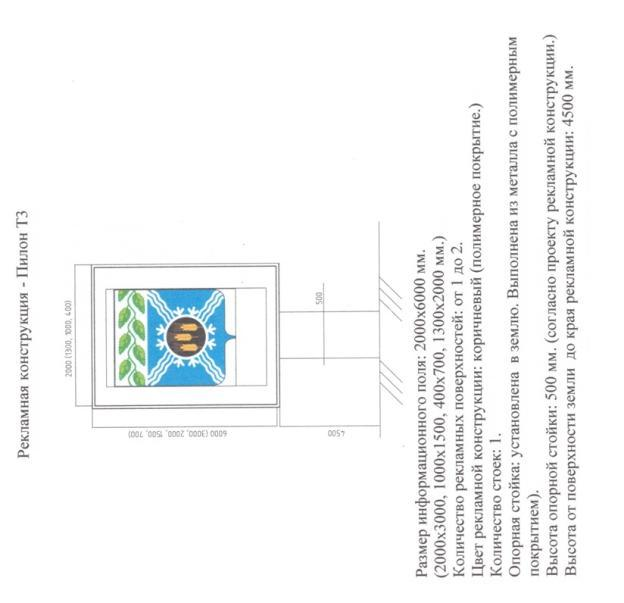 Рекламная конструкция - Пилон Т3
2000 (1300, 1000, 400)
6000 (3000, 2000, 1500, 700)
500
4500
Размер информационного поля: 2000х6000 мм.
(2000х3000, 1000х1500, 400х700, 1300х2000 мм.)
Количество рекламных поверхностей: от 1 до 2.
Цвет рекламной конструкции: коричневый (полимерное покрытие.)
Количество стоек: 1.
Опорная стойка: установлена в землю. Выполнена из металла с полимерным
покрытием).
Высота опорной стойки: 500 мм. (согласно проекту рекламной конструкции.)
Высота от поверхности земли до края рекламной конструкции: 4500 мм.